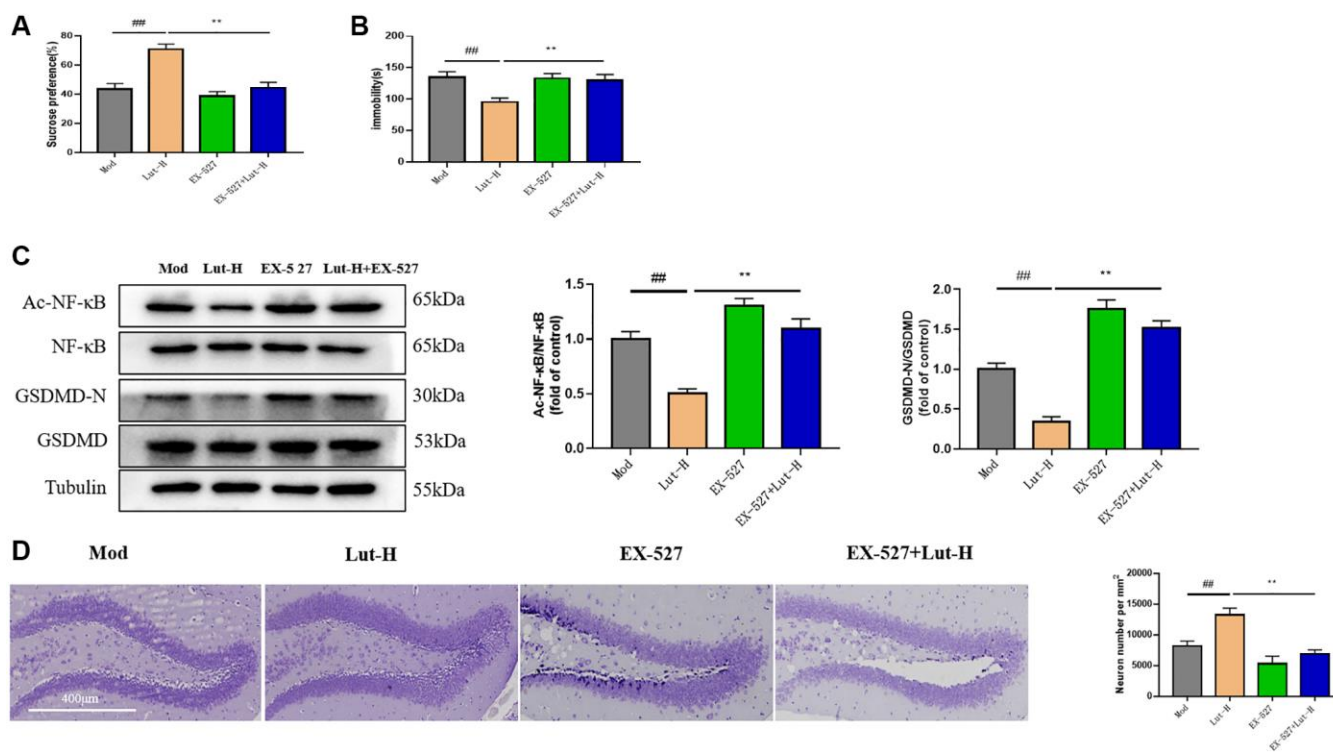 A
Sucrose preference(%)
80
60
40
20
0
##
**
Mod
Lut-H
EX-527
EX-527+Lut-H
B
immobility(s)
200
150
100
50
0
##
**
Mod
Lut-H
EX-527
EX-527+Lut-H
C
Mod Lut-H EX-5 27 Lut-H+EX-527
Ac-NF-κB 65kDa
NF-κB 65kDa
GSDMD-N 30kDa
GSDMD 53kDa
Tubulin 55kDa
Ac-NF-κB/NF-κB
(fold of control)
1.5
1.0
0.5
0.0
##
**
Mod
Lut-H
EX-527
EX-527+Lut-H
GSDMD-N/GSDMD
(fold of control)
2.0
1.5
1.0
0.5
0.0
##
**
Mod
Lut-H
EX-527
EX-527+Lut-H
D
Mod Lut-H EX-527 EX-527+Lut-H
400μm
Neuron number per mm²
20000
15000
10000
5000
0
##
**
Mod
Lut-H
EX-527
EX-527+Lut-H